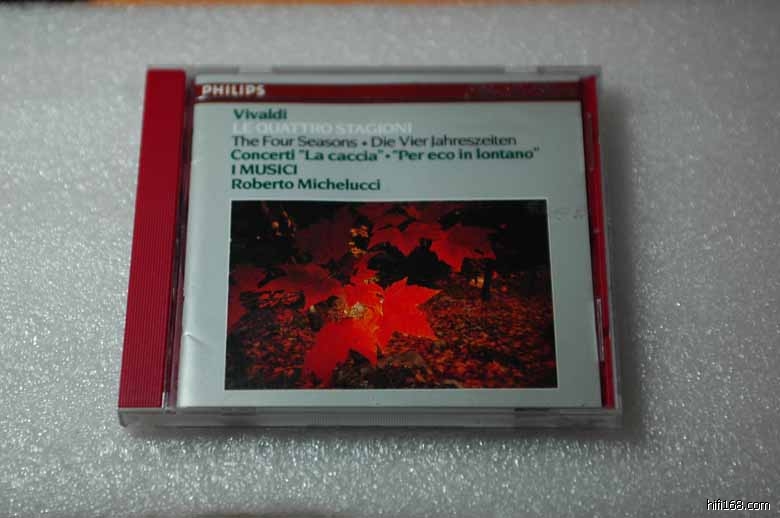 PHILIPS
Vivaldi
LE QUATTRO STAGIONI
The Four Seasons • Die Vier Jahreszeiten
Concerti "La caccia" • "Per eco in lontano"
I MUSICI
Roberto Michelucci
hifi168.com